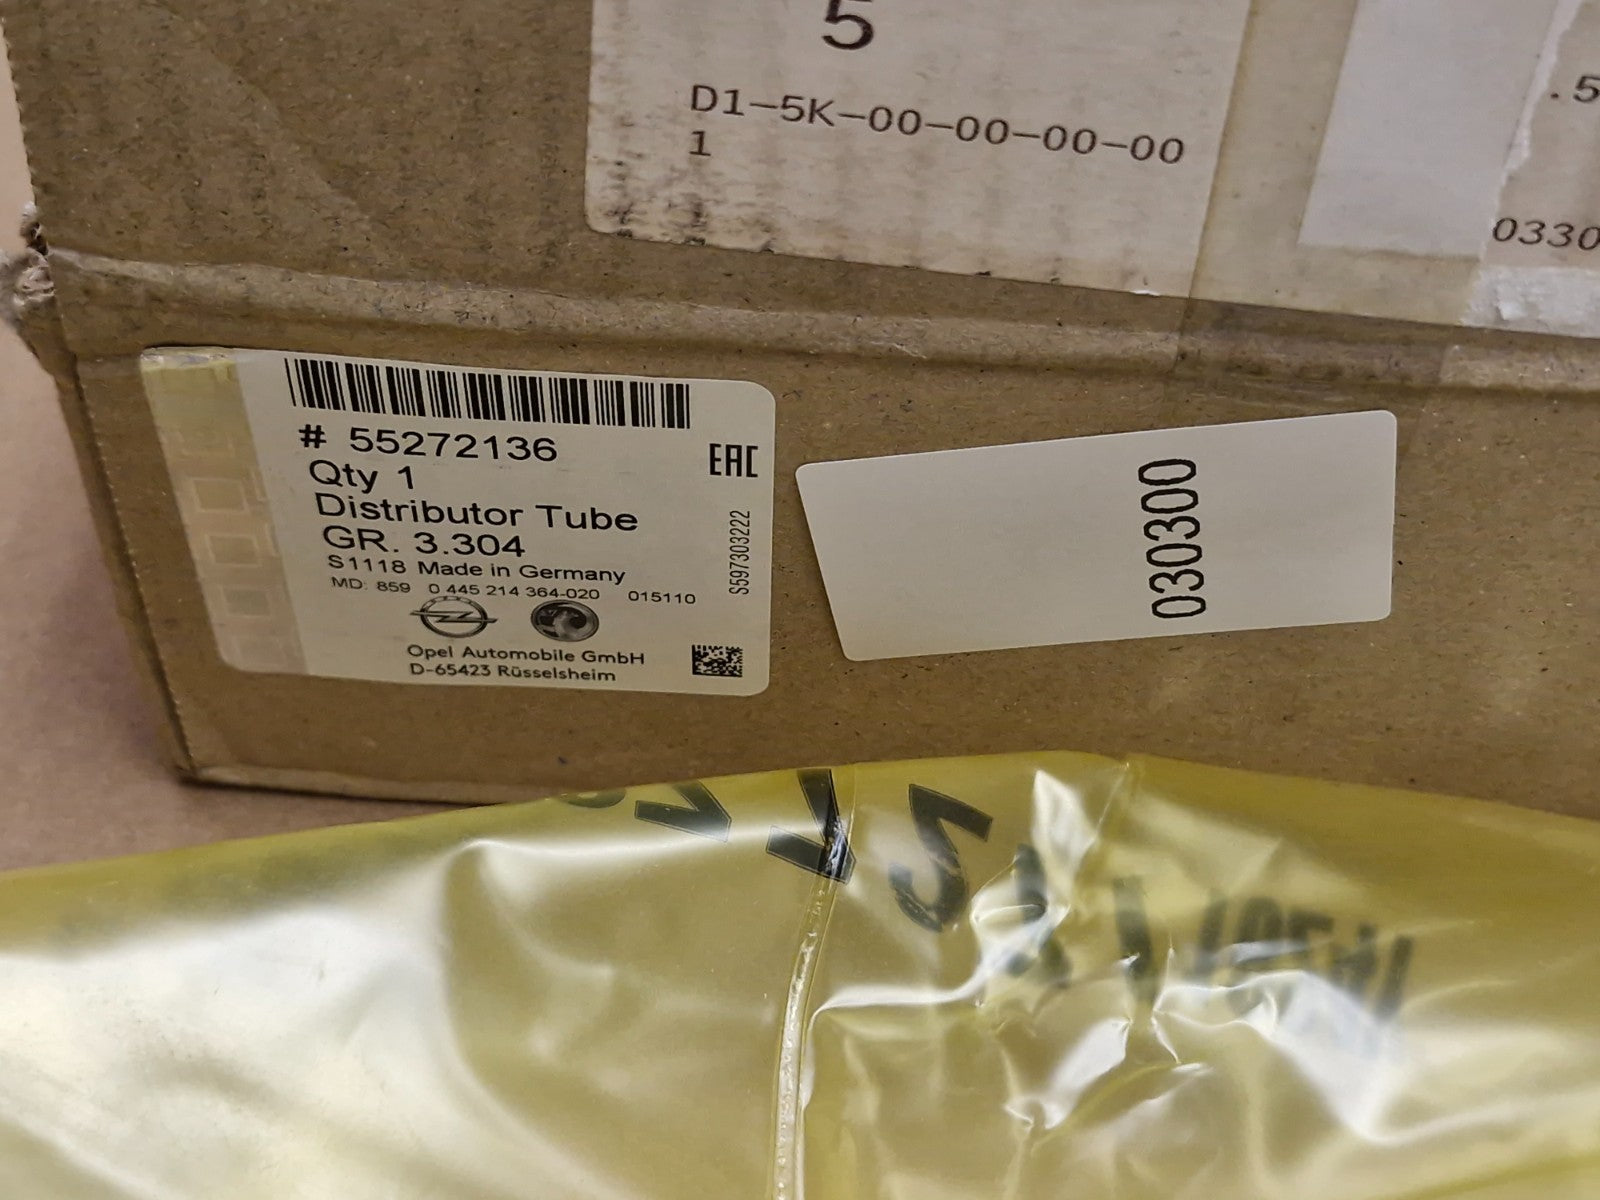 5
D1-5K-00-00-00-00
1
.5
0330
# 55272136
Qty 1
Distributor Tube
GR. 3.304
S1118 Made in Germany
MD: 859 0 445 214 364-020 015110
EAC
S597303222
Opel Automobile GmbH
D-65423 Rüsselsheim
030300